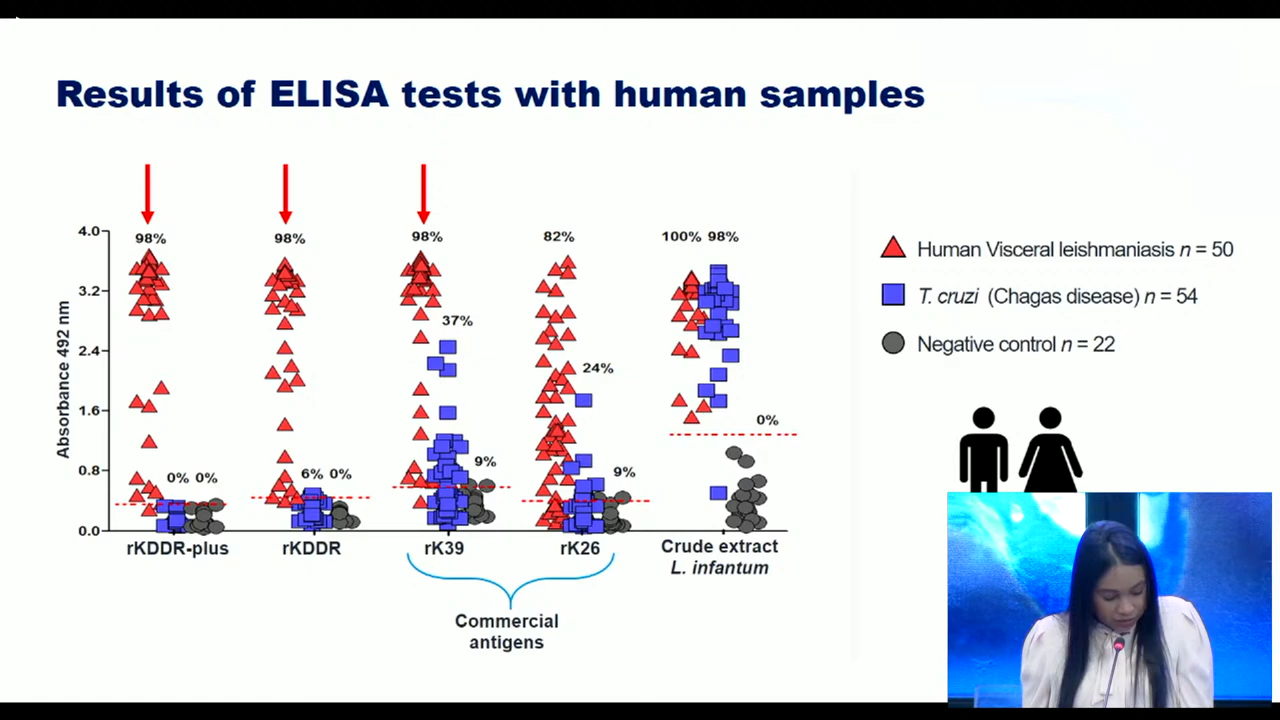 Results of ELISA tests with human samples
4.0
3.2
2.4
1.6
0.8
0.0
Absorbance 492 nm
98%
98%
98%
82%
100% 98%
37%
24%
0%
0% 0%
6% 0%
9%
9%
rKDDR-plus
rKDDR
rK39
rK26
Crude extract
L. infantum
Commercial
antigens
Human Visceral leishmaniasis n = 50
T. cruzi (Chagas disease) n = 54
Negative control n = 22